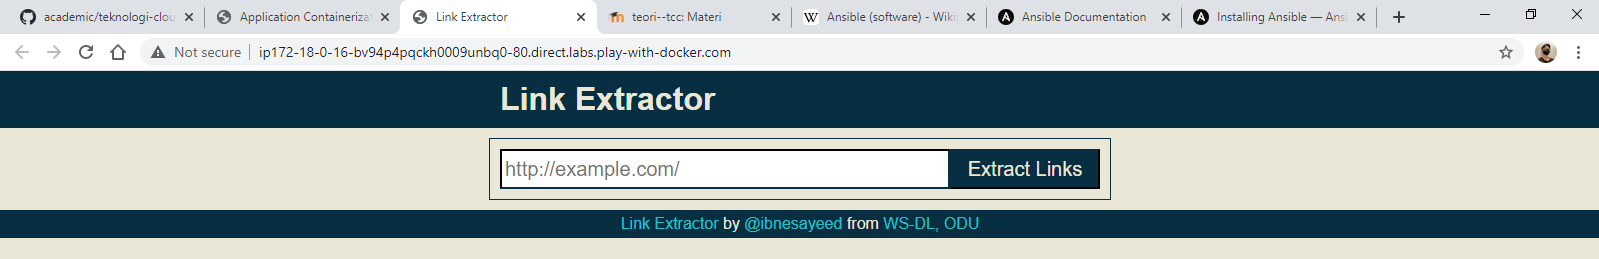 academic/teknologi-clou
Application Containeriza
Link Extractor
teori--tcc: Materi
Ansible (software) - Wiki
Ansible Documentation
Installing Ansible — Ans
Not secure
ip172-18-0-16-bv94p4pqckh0009unbq0-80.direct.labs.play-with-docker.com
Link Extractor
http://example.com/
Extract Links
Link Extractor by @ibnesayeed from WS-DL, ODU